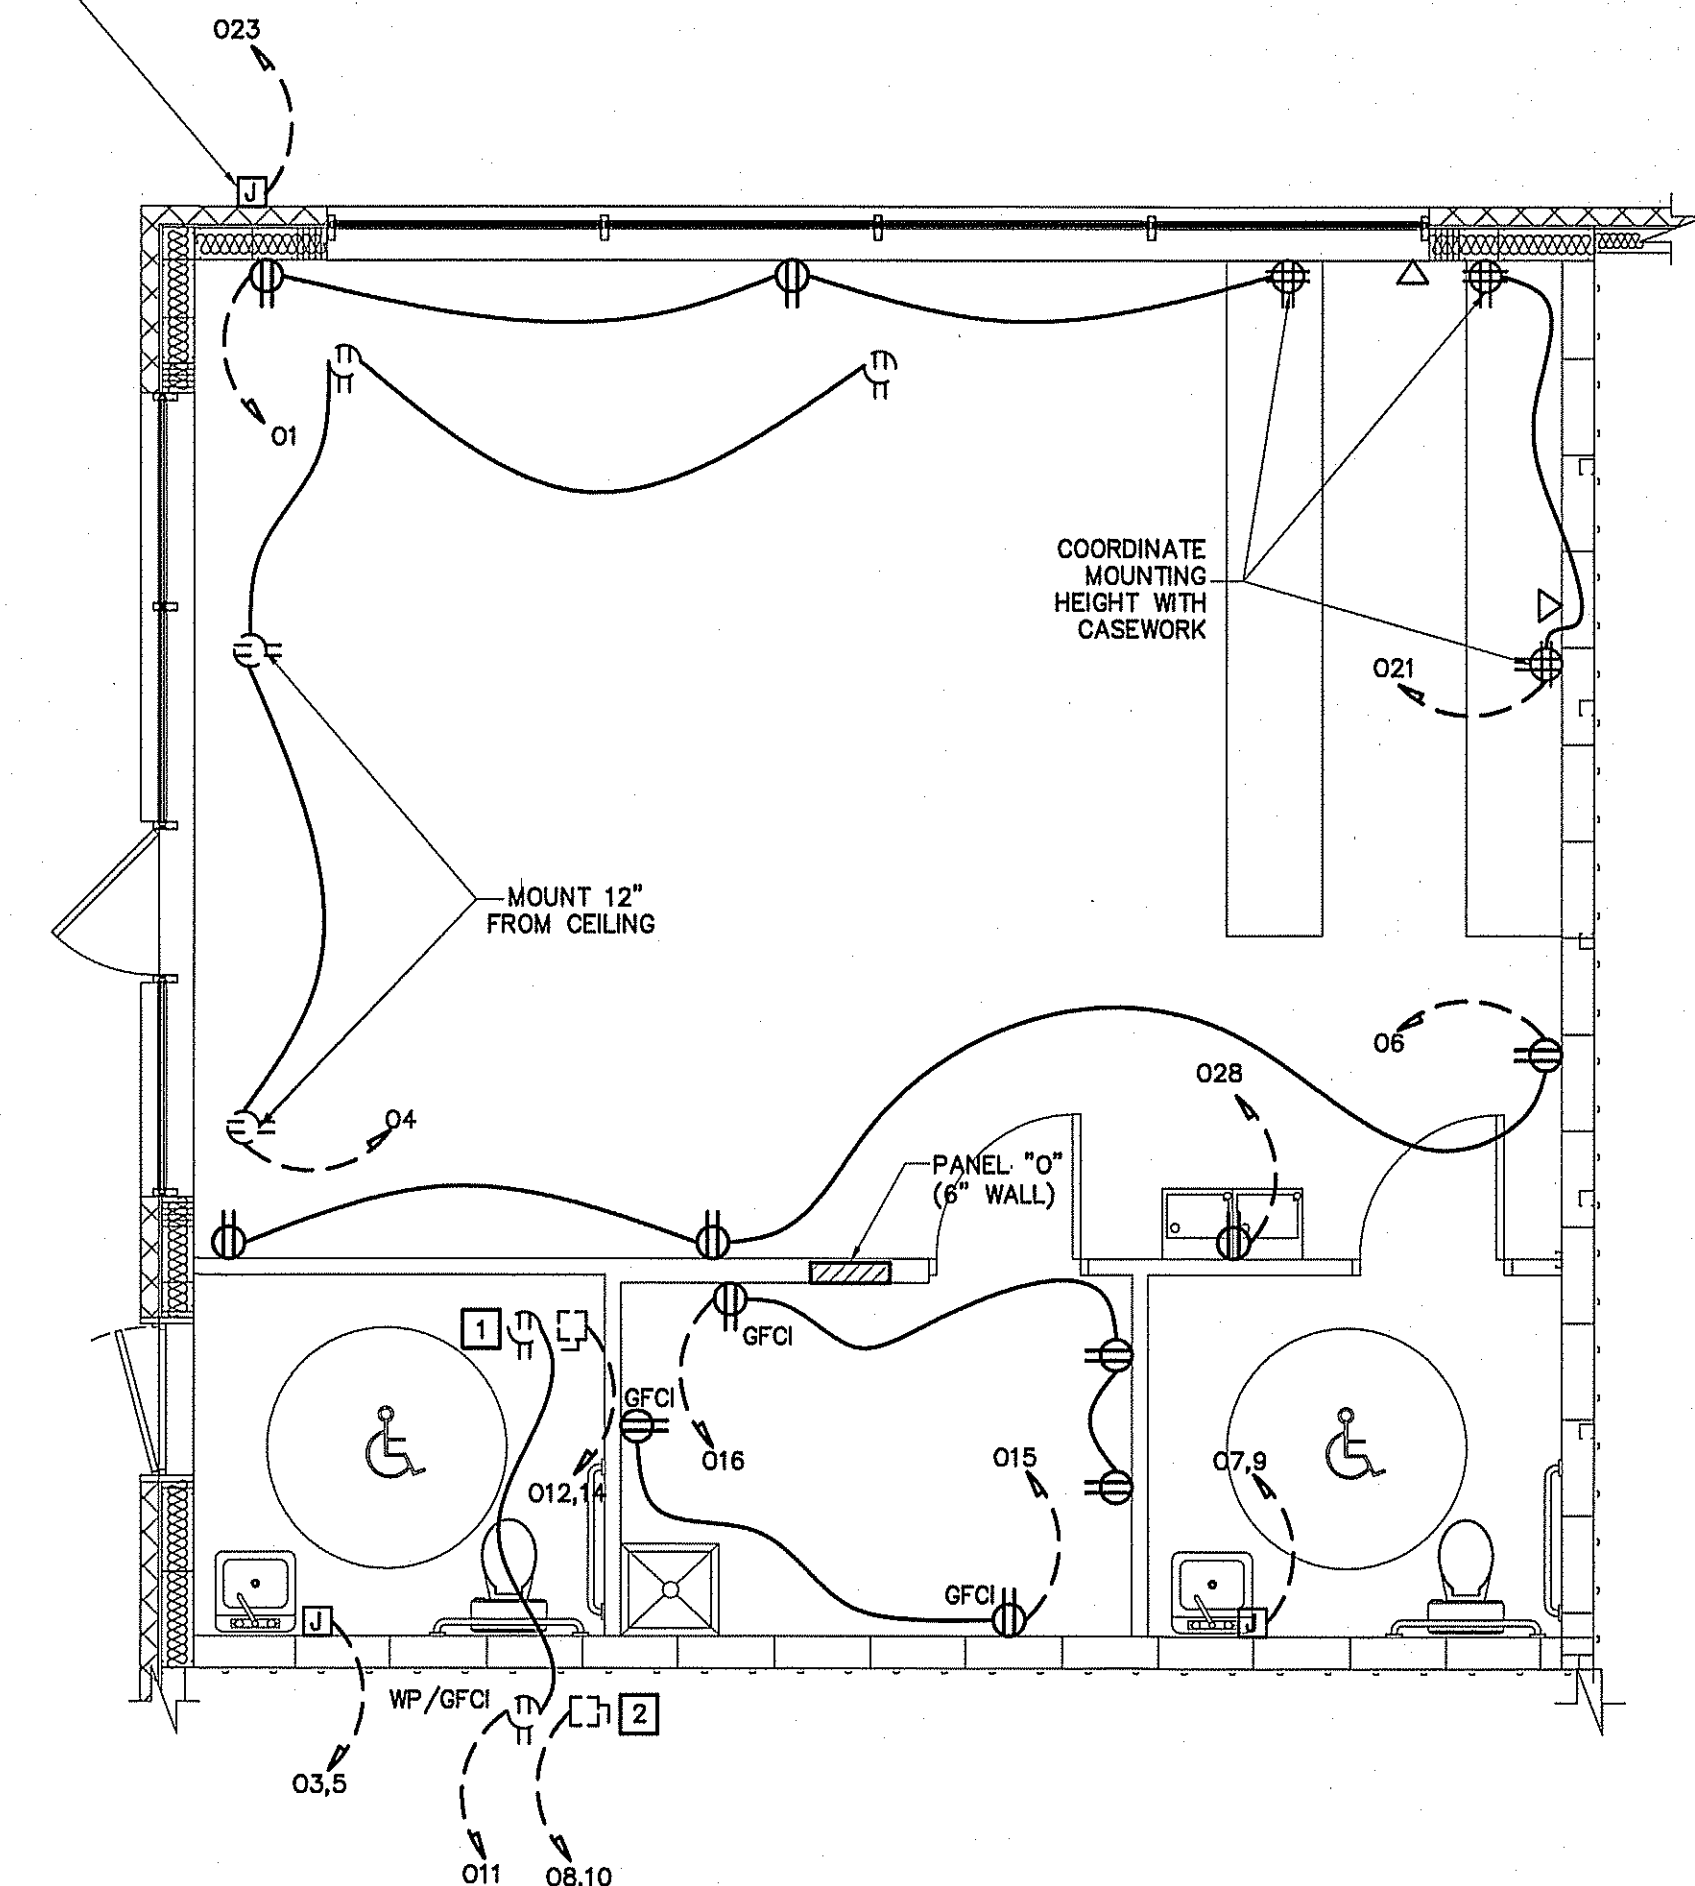 O23
J
O1
COORDINATE
MOUNTING
HEIGHT WITH
CASEWORK
O21
MOUNT 12"
FROM CEILING
O6
O28
O4
PANEL "O"
(6" WALL)
1
GFCI
GFCI
O16
O15
O7,9
O12,14
GFCI
J
J
WP/GFCI
2
O3,5
O11
O8,10